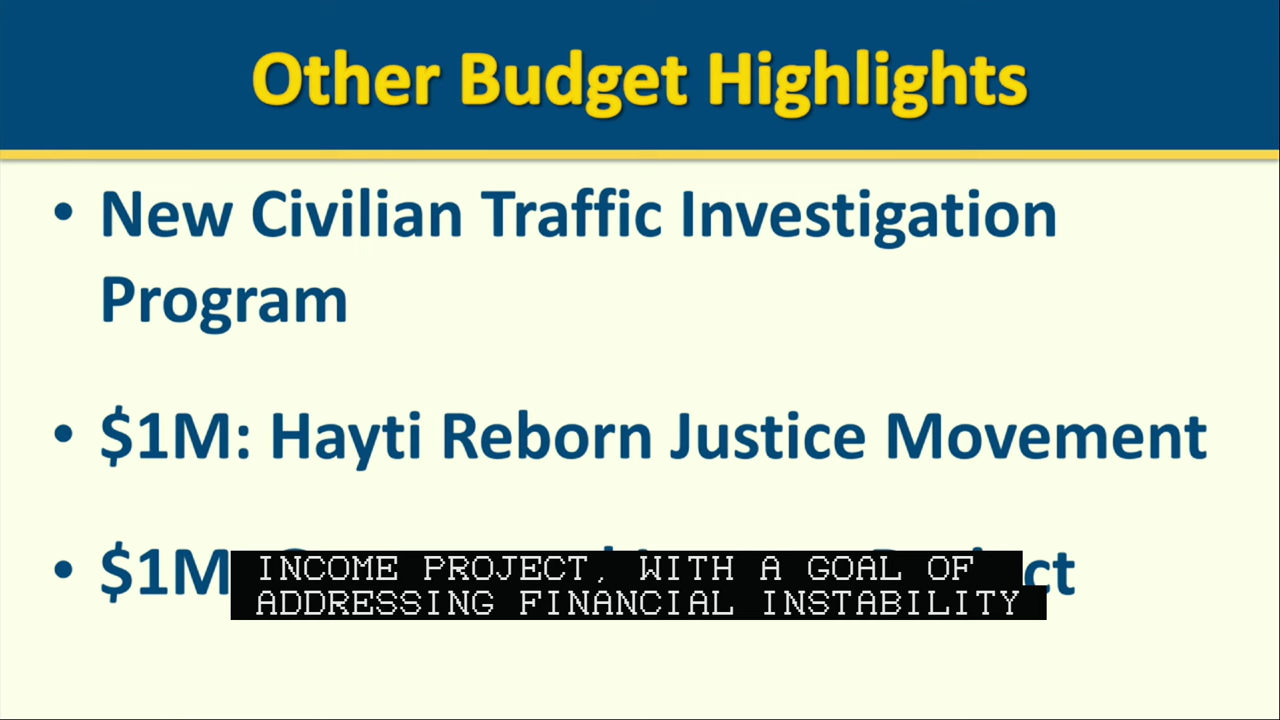 Other Budget Highlights
• New Civilian Traffic Investigation
Program
• $1M: Hayti Reborn Justice Movement
• $1M
INCOME PROJECT, WITH A GOAL OF
ADDRESSING FINANCIAL INSTABILITY